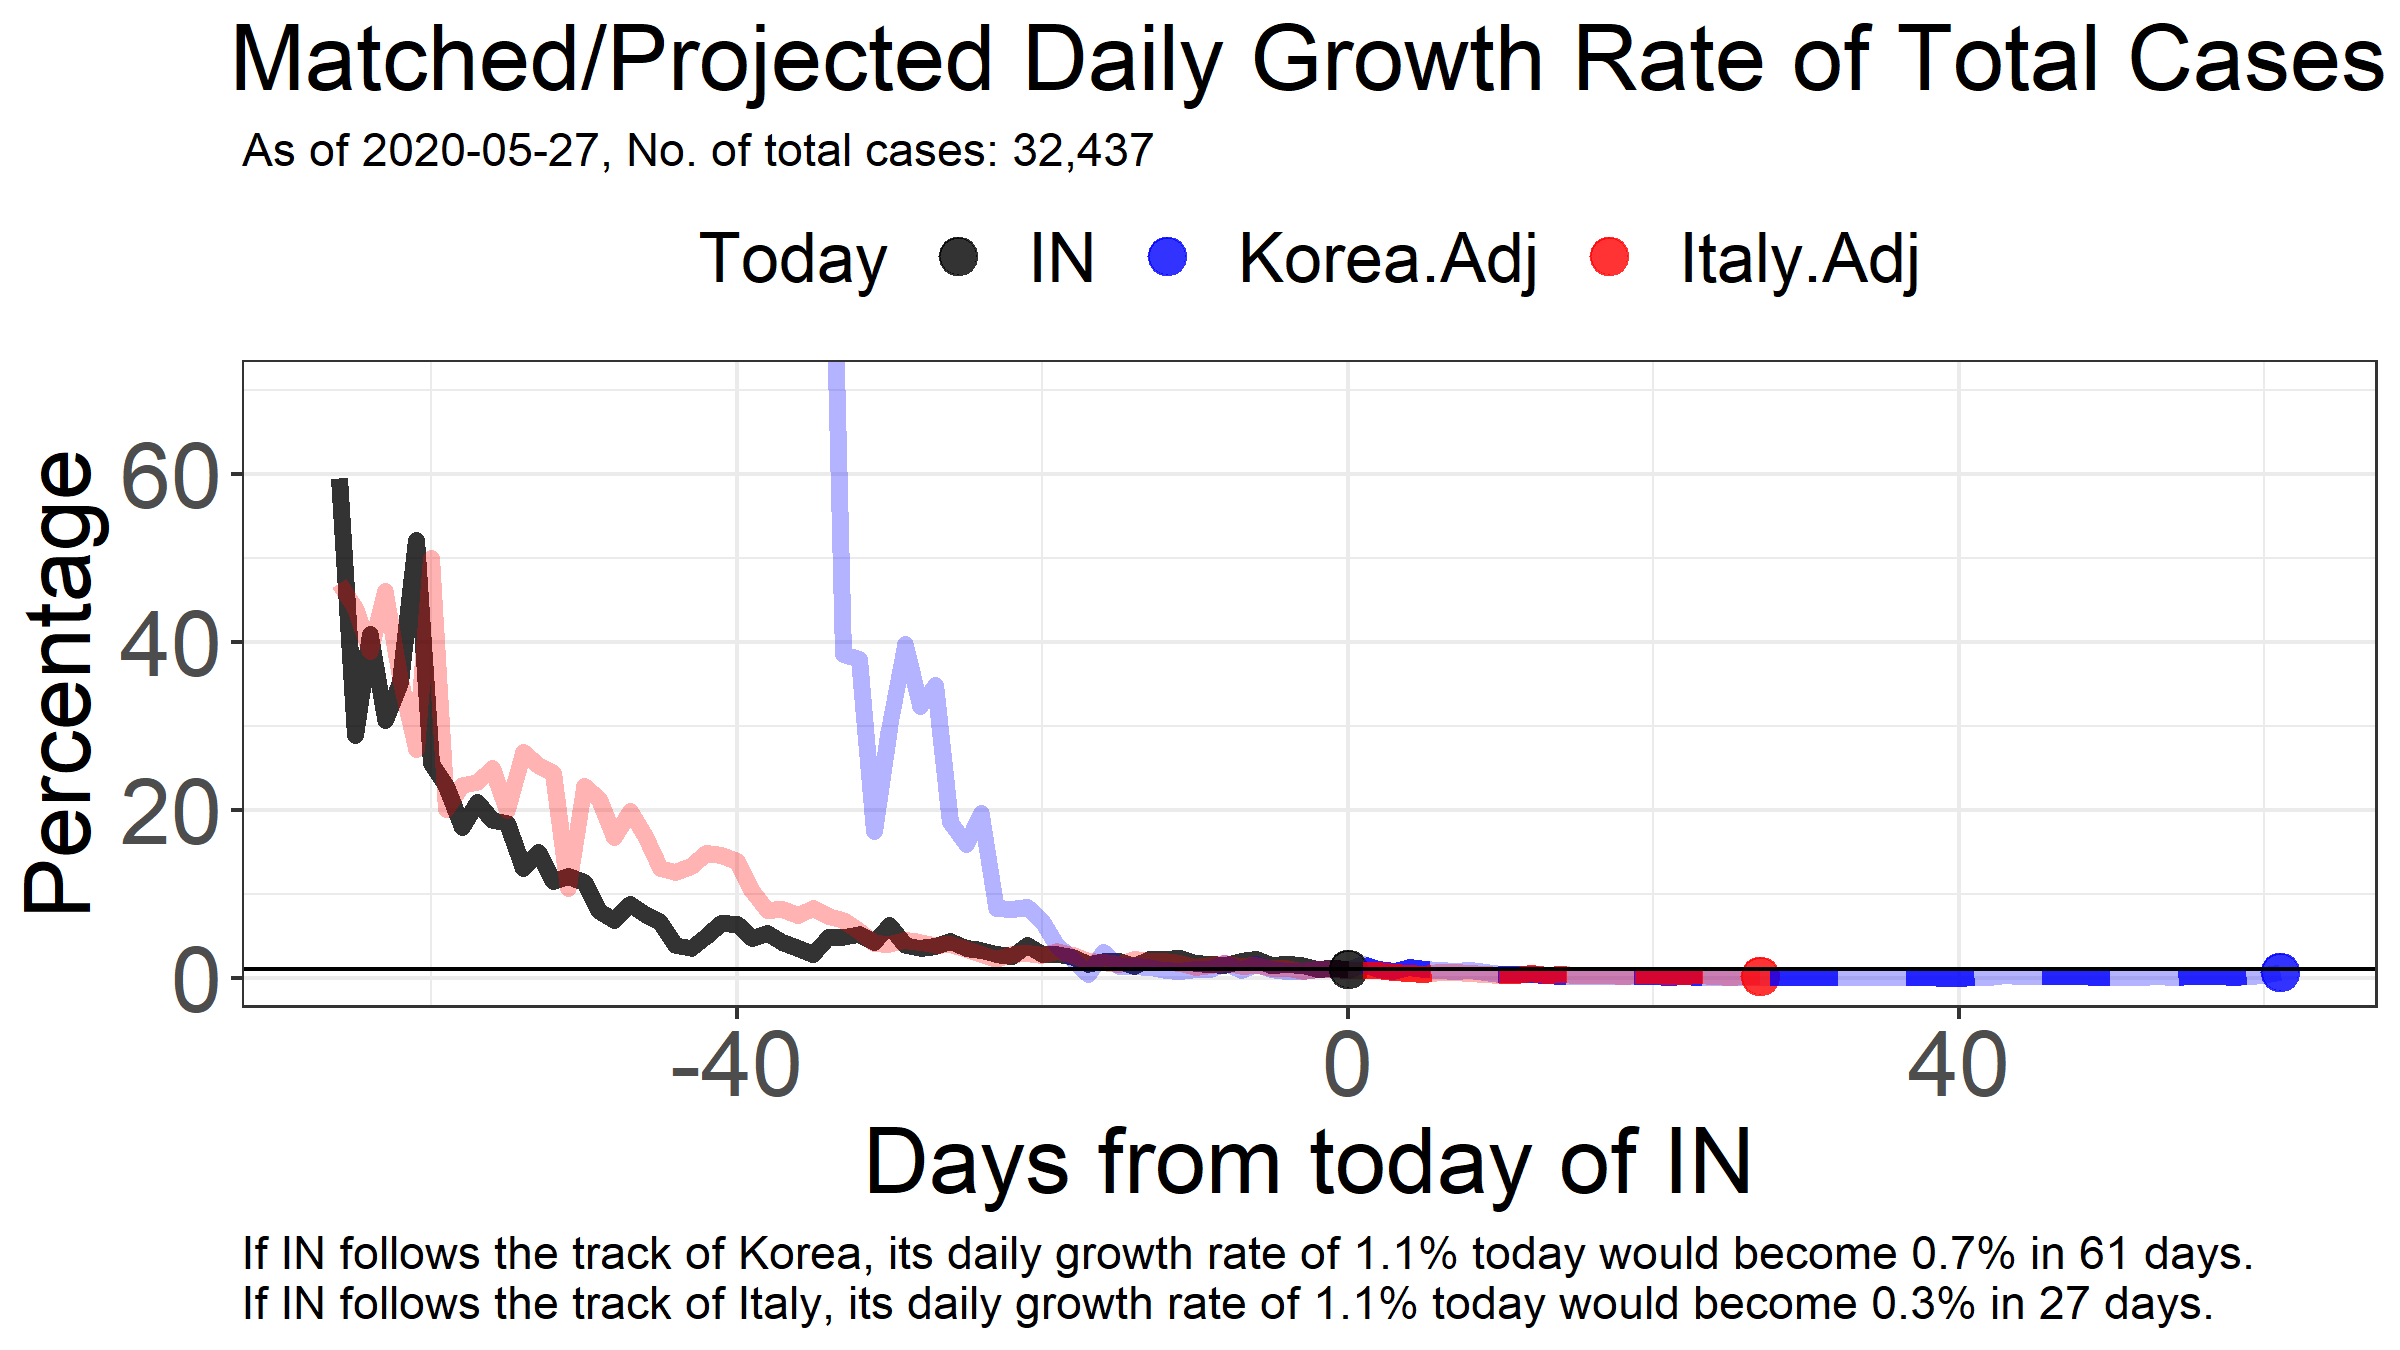 Matched/Projected Daily Growth Rate of Total Cases
As of 2020-05-27, No. of total cases: 32,437
Today IN Korea.Adj Italy.Adj
Percentage
60
40
20
0
-40 0 40
Days from today of IN
If IN follows the track of Korea, its daily growth rate of 1.1% today would become 0.7% in 61 days.
If IN follows the track of Italy, its daily growth rate of 1.1% today would become 0.3% in 27 days.